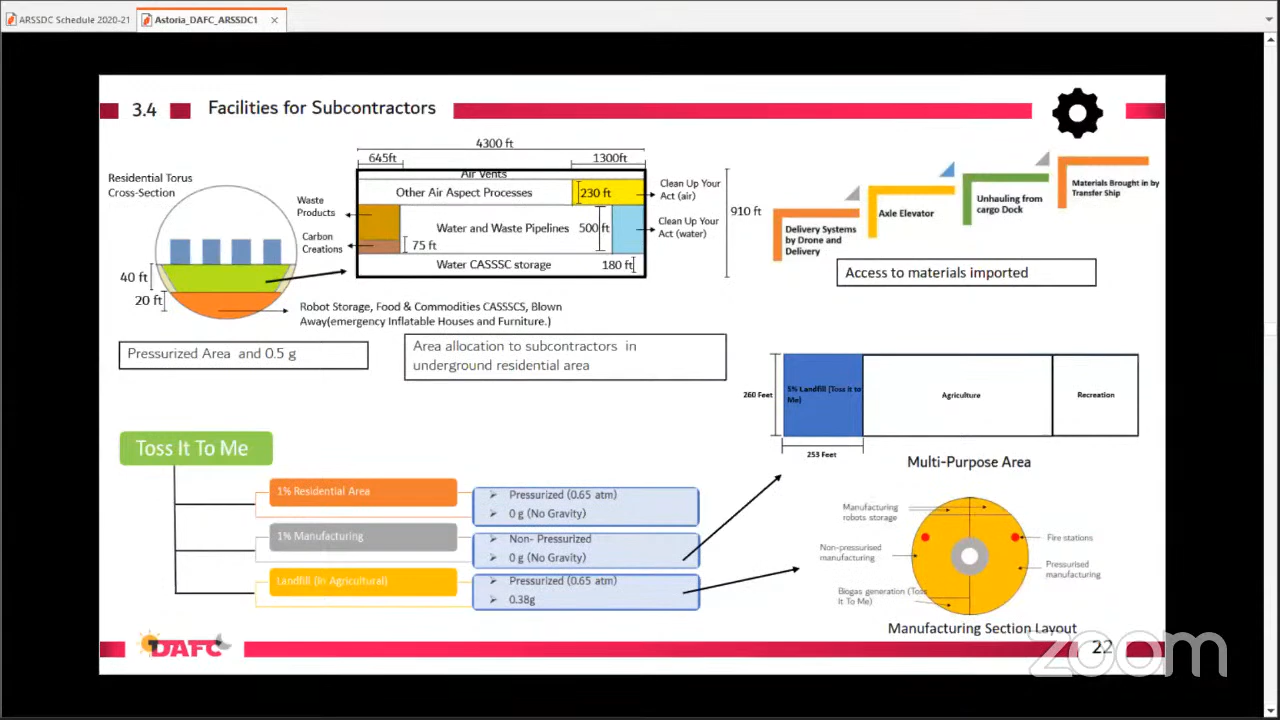 ARSSDC Schedule 2020-21
Astoria_DAFC_ARSSDC1
3.4
Facilities for Subcontractors
Residential Torus
Cross-Section
40 ft
20 ft
Pressurized Area and 0.5 g
4300 ft
645ft
1300ft
Air Vents
Other Air Aspect Processes
230 ft
Waste
Products
Carbon
Creations
Water and Waste Pipelines
500 ft
75 ft
Water CASSSC storage
180 ft
Clean Up Your
Act (air)
Clean Up Your
Act (water)
910 ft
Robot Storage, Food & Commodities CASSSCS, Blown
Away(emergency Inflatable Houses and Furniture.)
Area allocation to subcontractors in
underground residential area
Delivery Systems
by Drone and
Delivery
Axle Elevator
Unhauling from
cargo Dock
Materials Brought in by
Transfer Ship
Access to materials imported
260 Feet
5% Landfill (Toss it to
Me)
Agriculture
Recreation
253 Feet
Multi-Purpose Area
Toss It To Me
1% Residential Area
➢ Pressurized (0.65 atm)
➢ 0 g (No Gravity)
1% Manufacturing
➢ Non- Pressurized
➢ 0 g (No Gravity)
Landfill (In Agricultural)
➢ Pressurized (0.65 atm)
➢ 0.38g
Manufacturing
robots storage
Non-pressurised
manufacturing
Biogas generation (Toss
It To Me)
Fire stations
Pressurised
manufacturing
Manufacturing Section Layout
DAFC
22
zoom